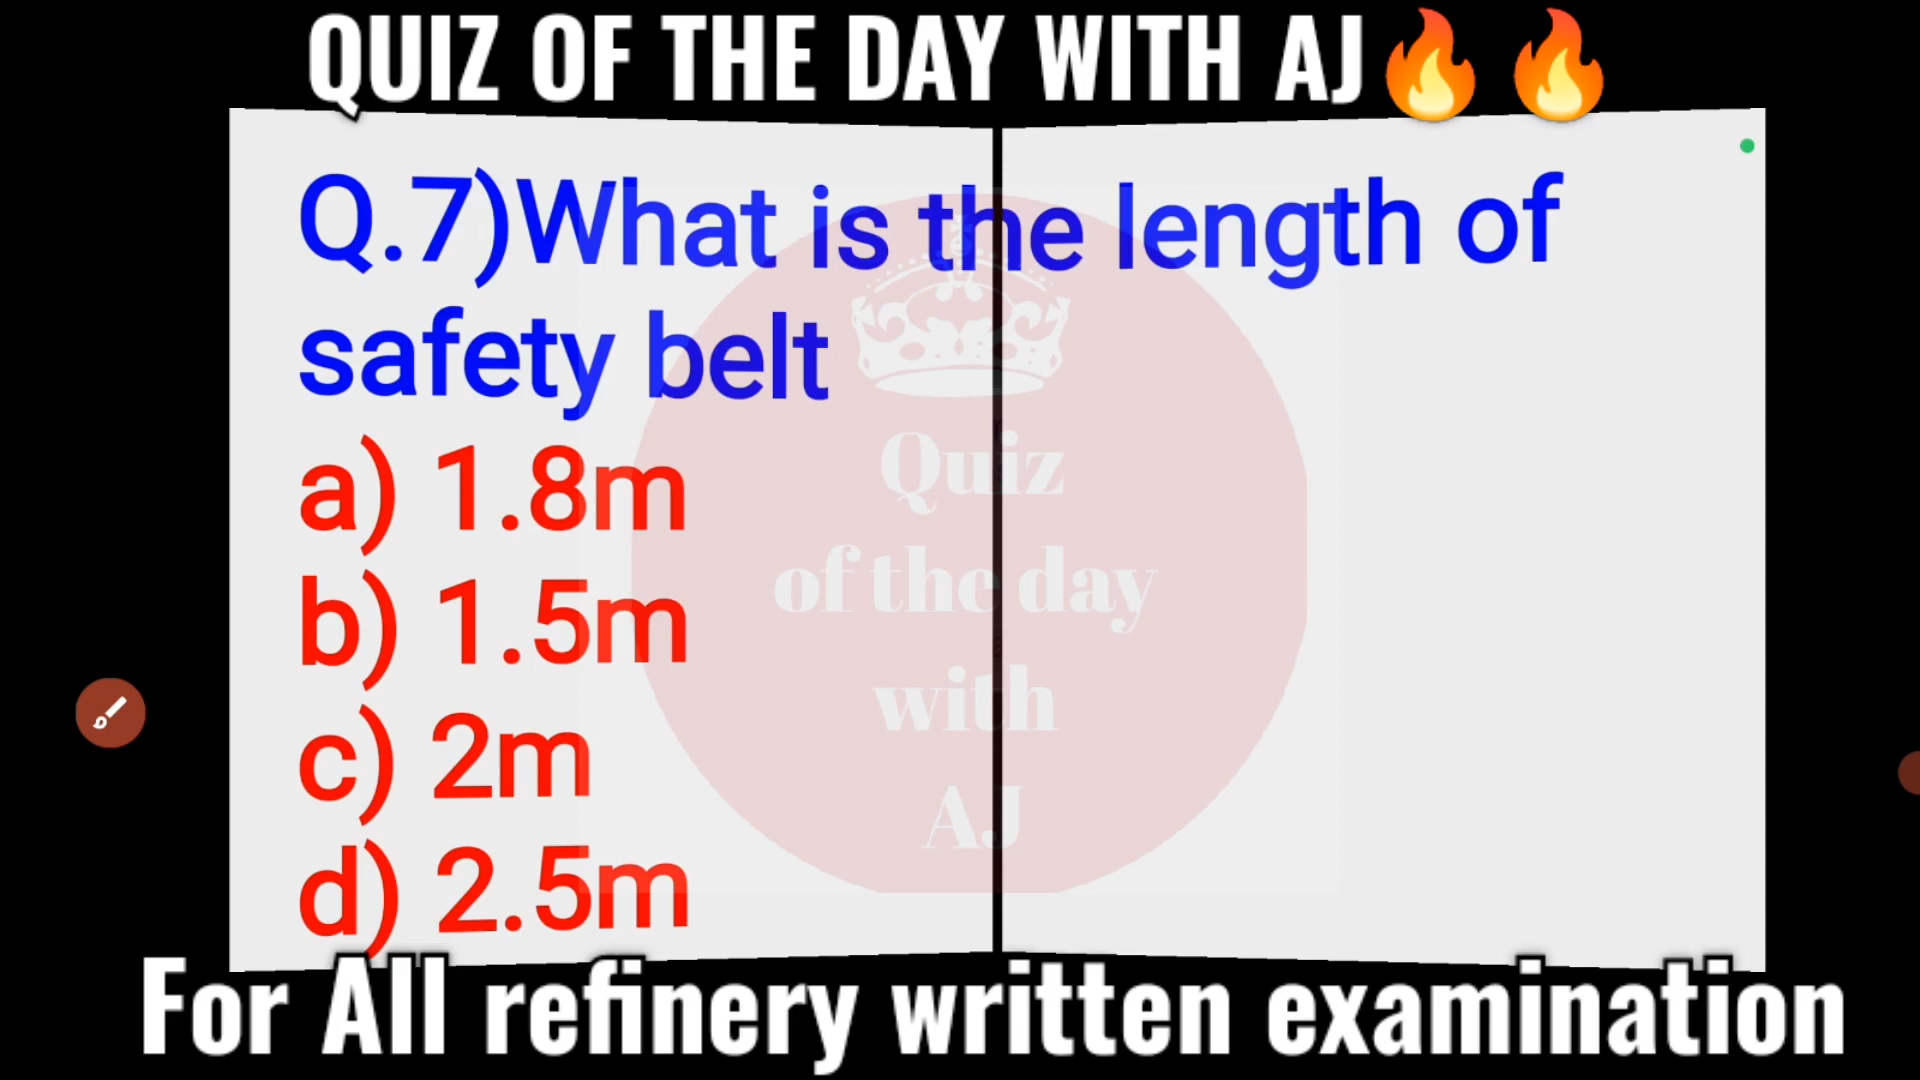 QUIZ OF THE DAY WITH AJ🔥 🔥
Q.7)What is the length of
safety belt
a) 1.8m
b) 1.5m
c) 2m
d) 2.5m
Quiz
of the day
with
AJ
For All refinery written examination